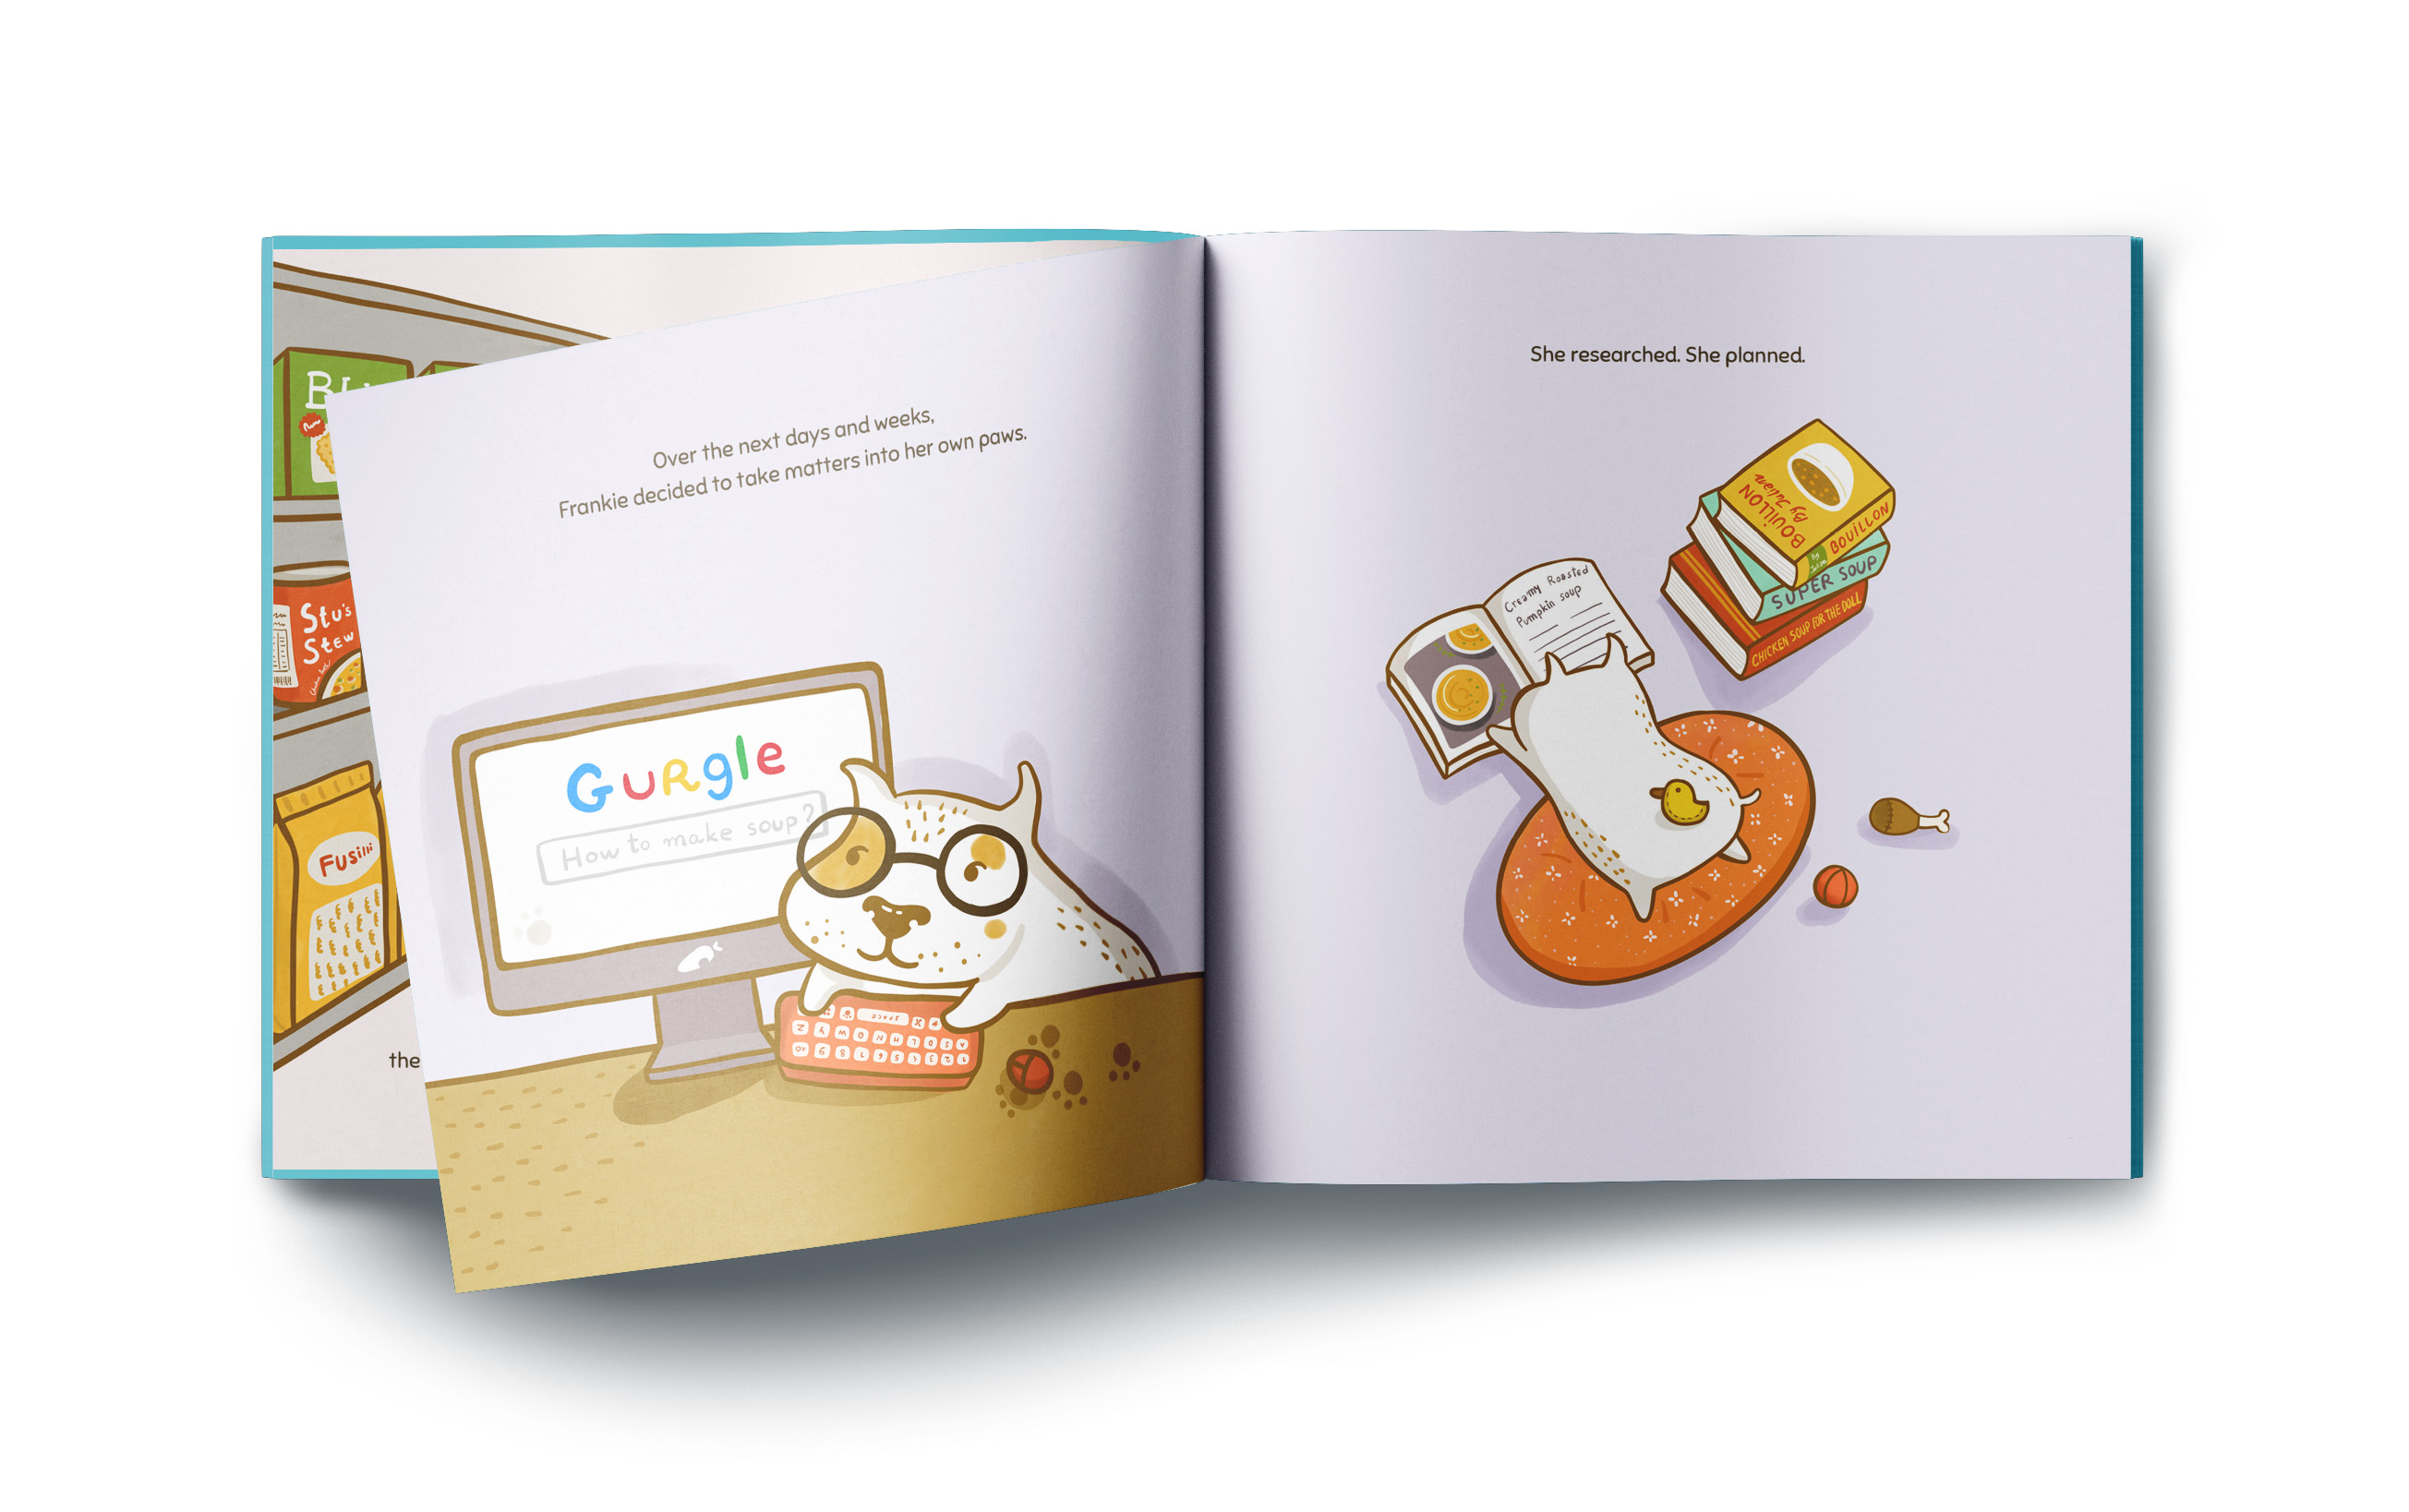 Stu's
Stew
Fusilli
the
Over the next days and weeks,
Frankie decided to take matters into her own paws.
GuRgle
How to make soup?
space
She researched. She planned.
Creamy Roasted
Pumpkin soup
BOUILLON
By Julian
BOUILLON
SUPER SOUP
CHICKEN SOUP FOR THE DOLL